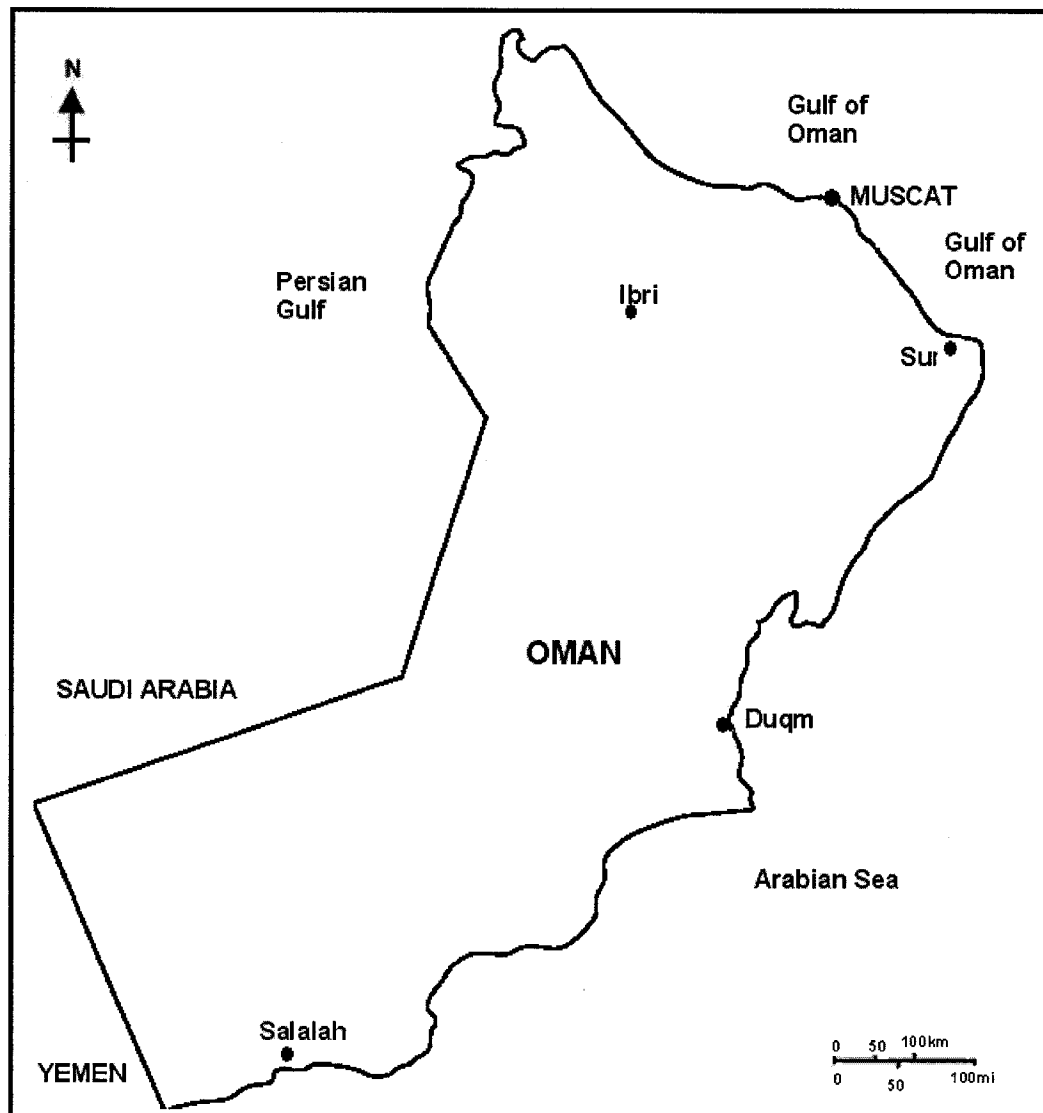 N
Gulf of
Oman
MUSCAT
Gulf of
Oman
Persian
Gulf
Ibri
Sur
OMAN
SAUDI ARABIA
Duqm
Arabian Sea
Salalah
YEMEN
0 50 100km
0 50 100mi